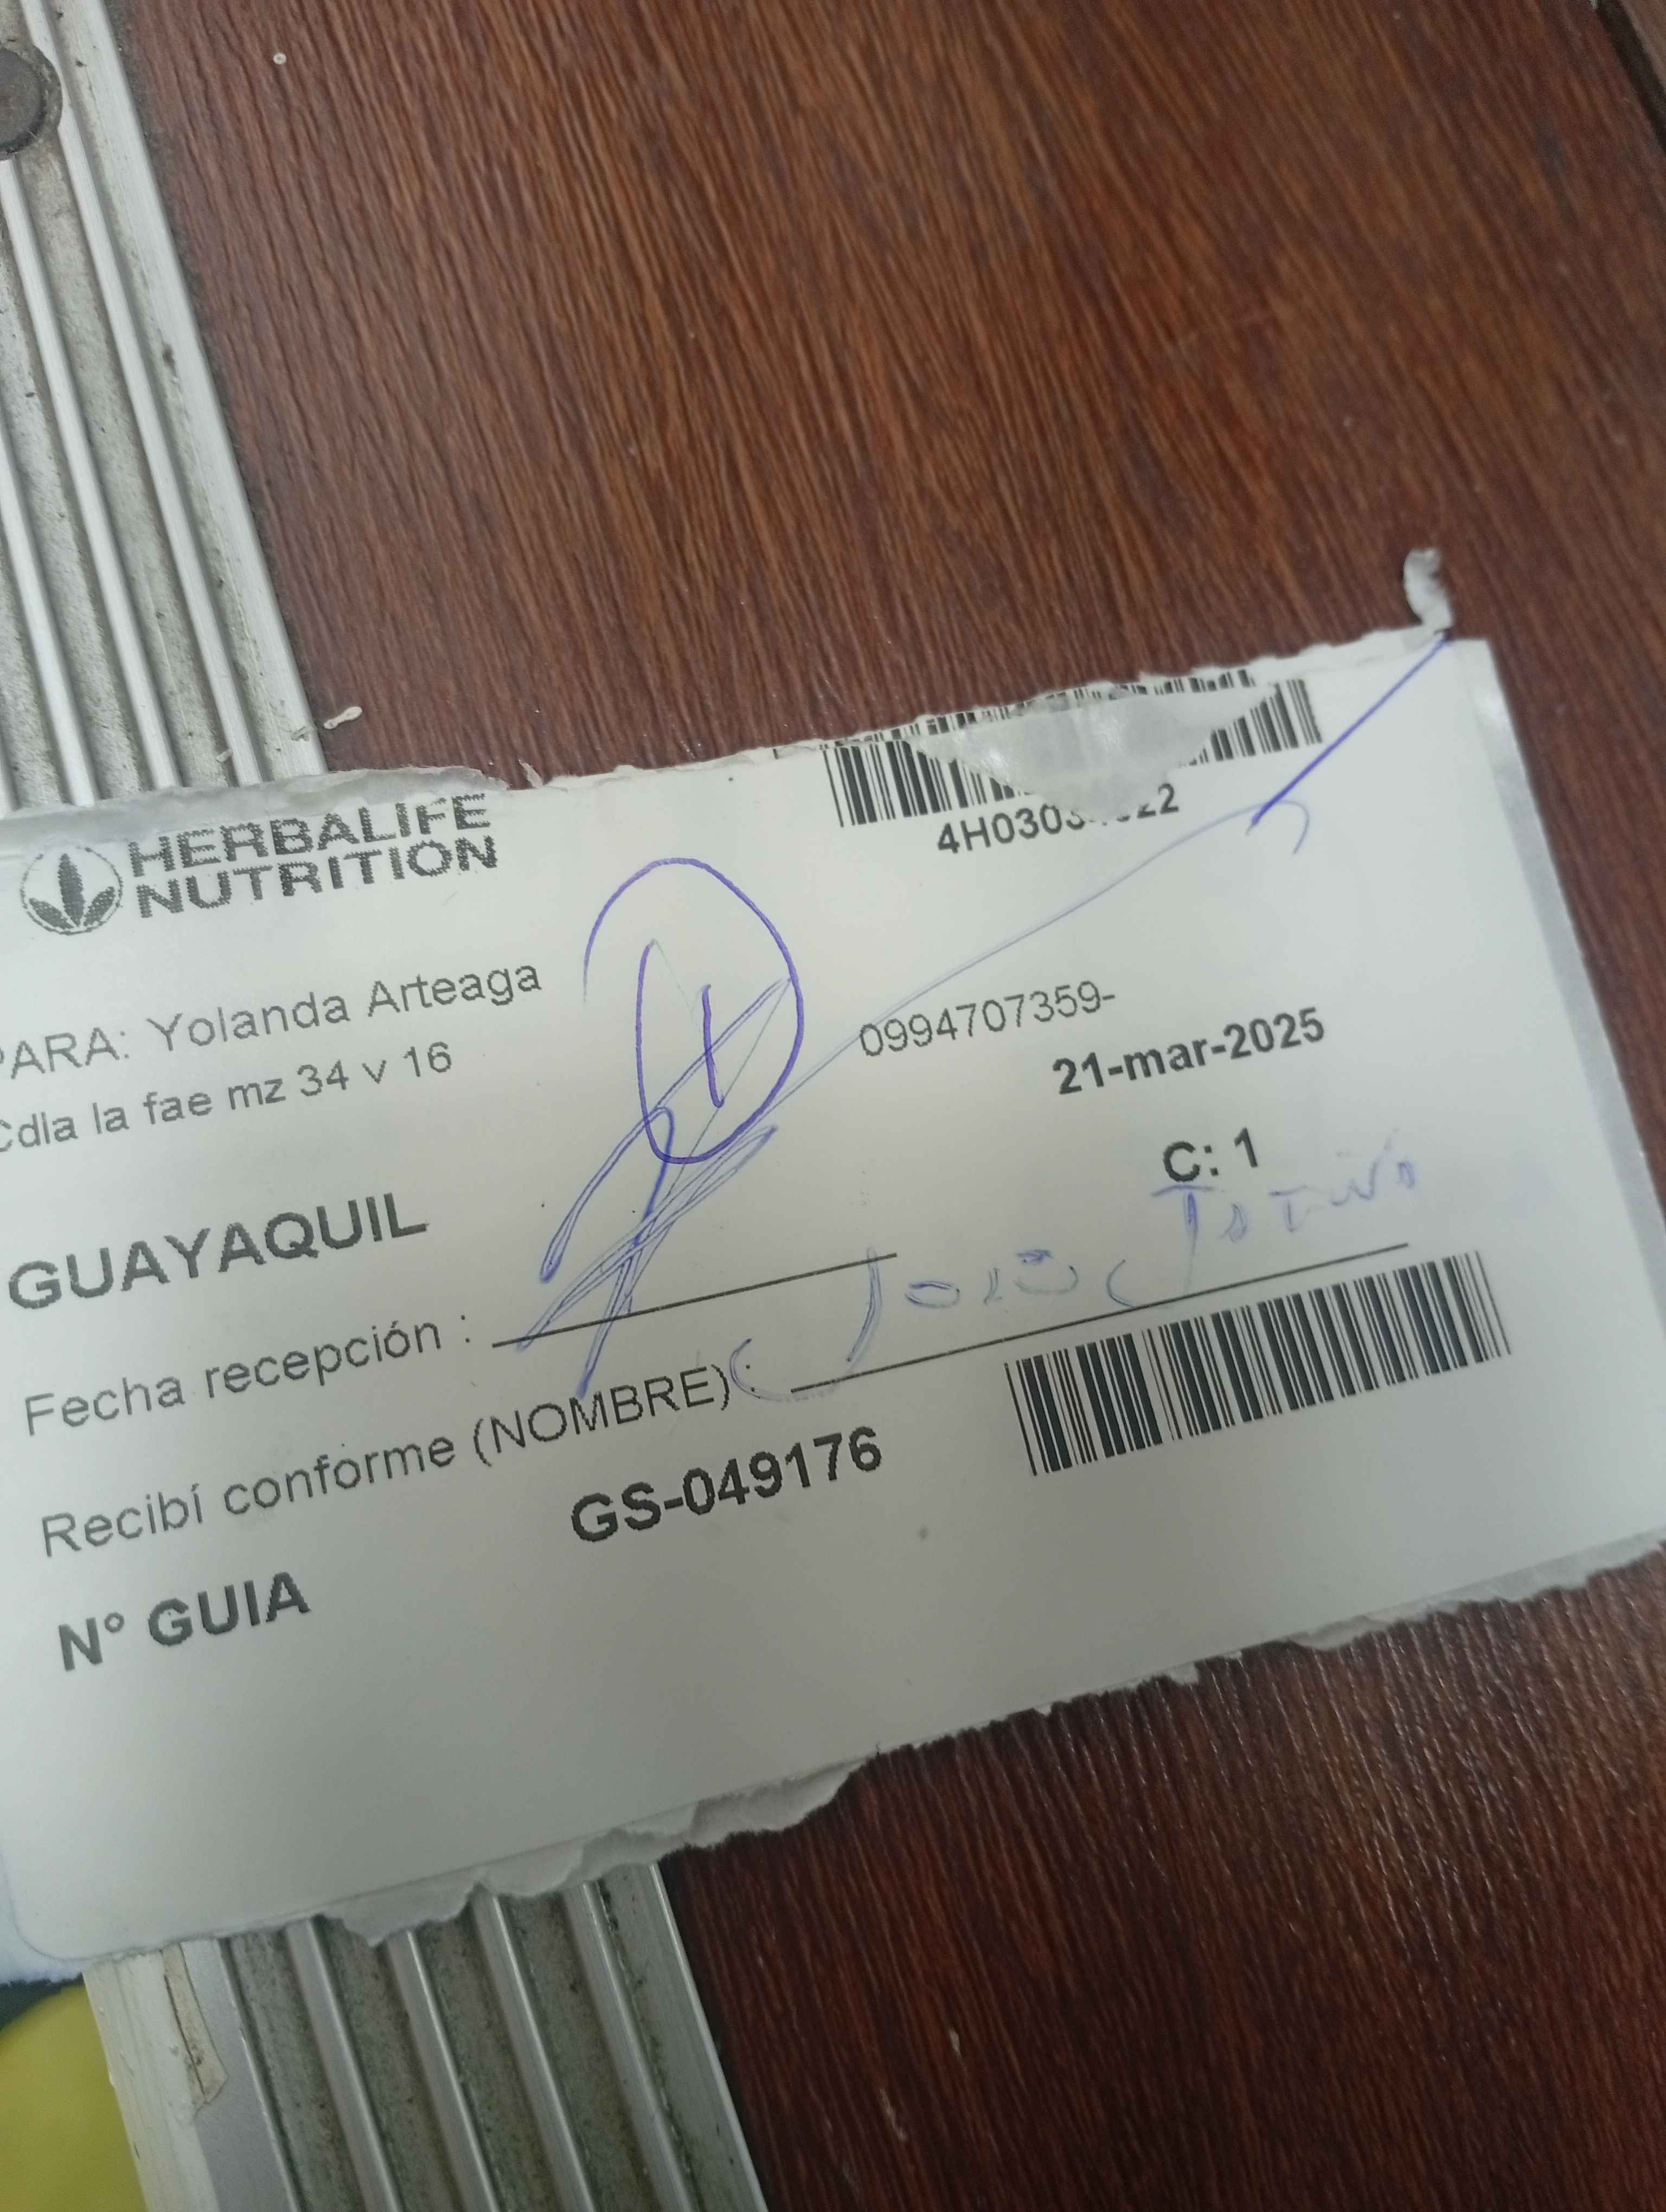 HERBALIFE
NUTRITION
PARA: Yolanda Arteaga
0994707359-
Cdla la fae mz 34 v 16
21-mar-2025
1
GUAYAQUIL
C: 1
Fecha recepción :
Recibí conforme (NOMBRE) :
N° GUIA
GS-049176